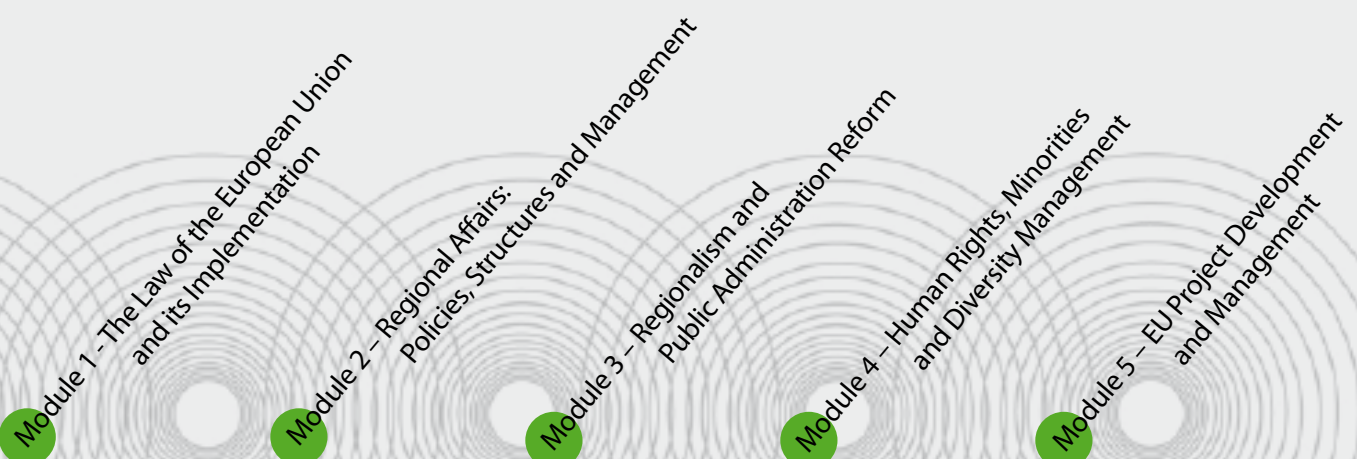 Module 1 - The Law of the European Union
and its Implementation
Module 2 – Regional Affairs:
Policies, Structures and Management
Module 3 – Regionalism and
Public Administration Reform
Module 4 – Human Rights, Minorities
and Diversity Management
Module 5 – EU Project Development
and Management